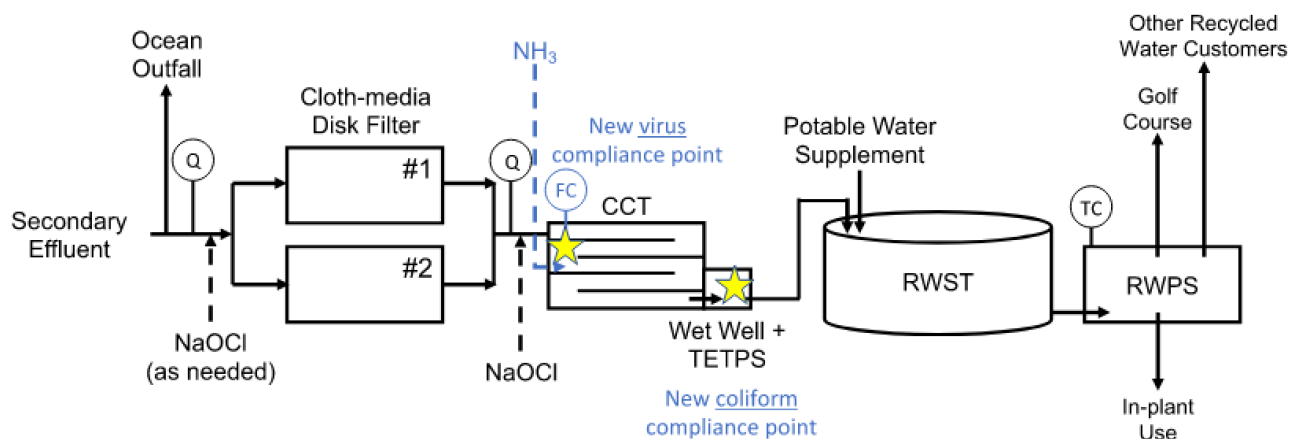 Ocean
Outfall
Q
Secondary
Effluent
NaOCl
(as needed)
Cloth-media
Disk Filter
#1
#2
Q
NaOCl
NH3
New virus
compliance point
FC
CCT
Wet Well +
TETPS
New coliform
compliance point
Potable Water
Supplement
RWST
TC
RWPS
Golf
Course
Other Recycled
Water Customers
In-plant
Use